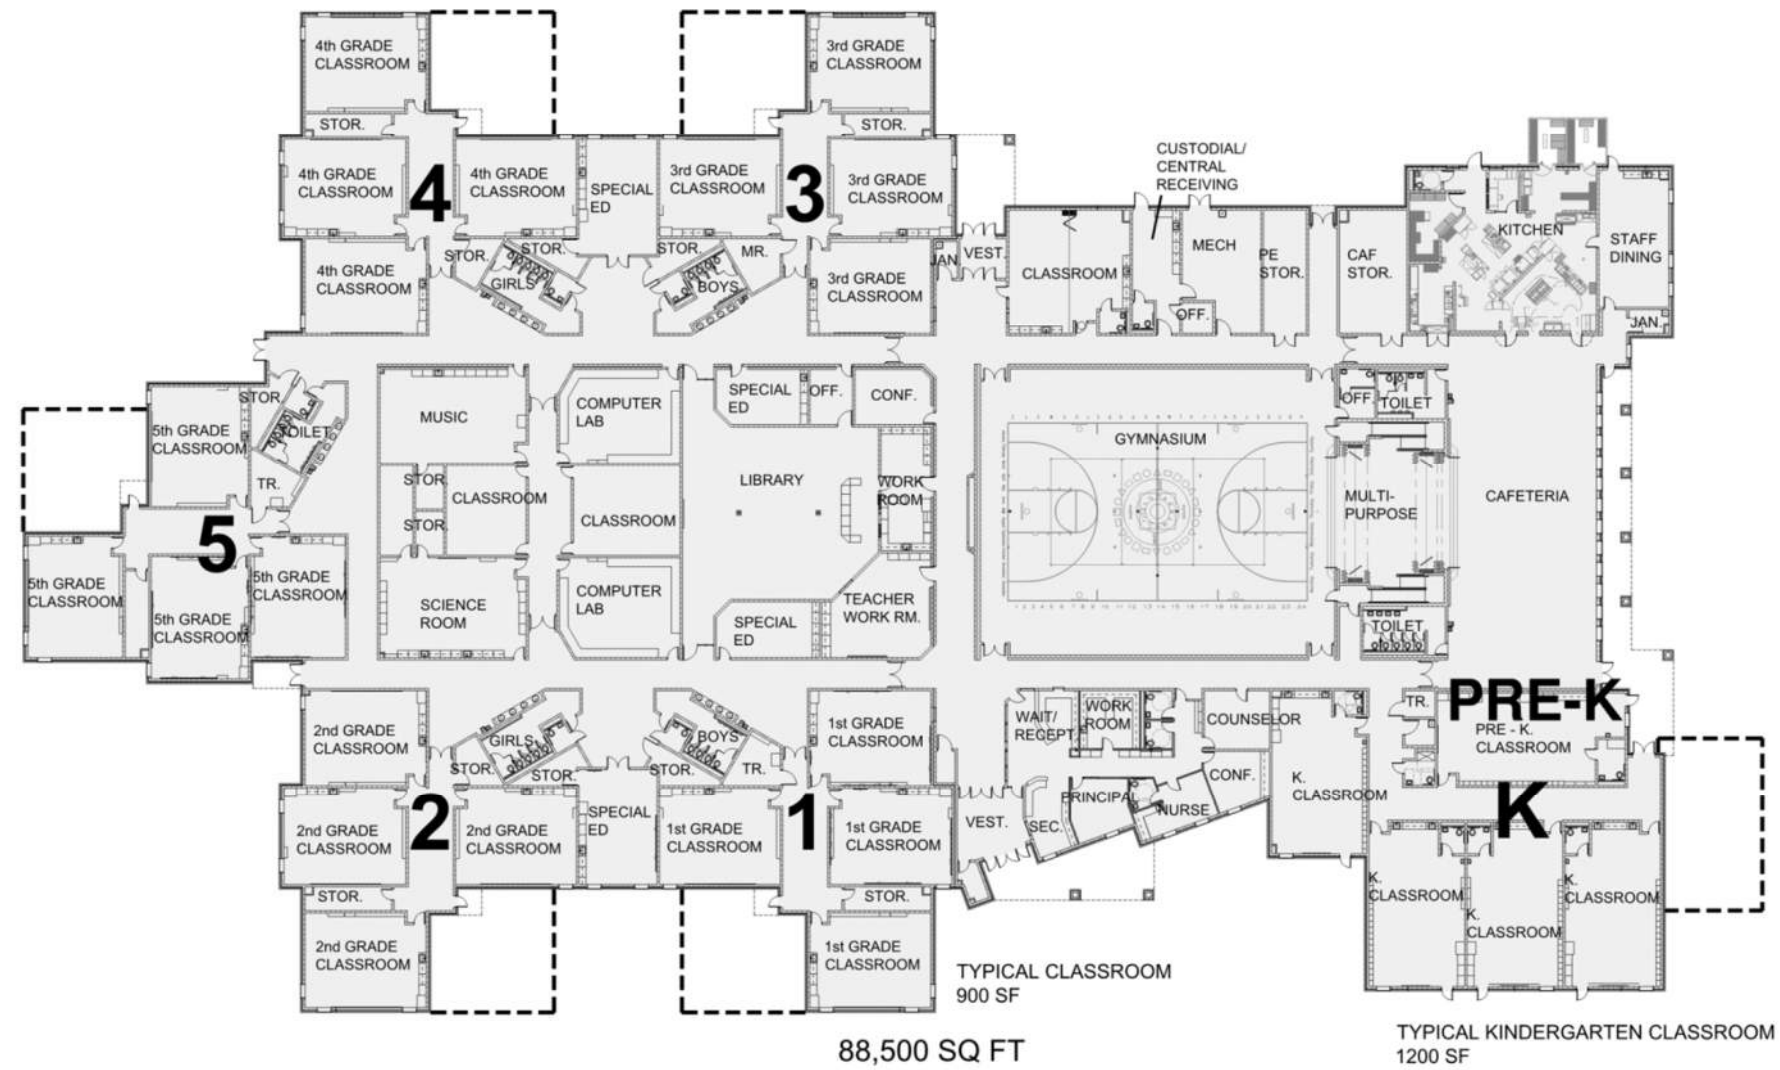 4th GRADE
CLASSROOM
3rd GRADE
CLASSROOM
STOR.
STOR.
4th GRADE
CLASSROOM
4
4th GRADE
CLASSROOM
SPECIAL
ED
3rd GRADE
CLASSROOM
3
3rd GRADE
CLASSROOM
CUSTODIAL/
CENTRAL
RECEIVING
4th GRADE
CLASSROOM
STOR.
STOR.
GIRLS
STOR.
BOYS
MR.
3rd GRADE
CLASSROOM
JAN.
VEST.
CLASSROOM
MECH
OFF.
PE
STOR.
CAF
STOR.
KITCHEN
STAFF
DINING
JAN.
5th GRADE
CLASSROOM
STOR.
TOILET
TR.
5
5th GRADE
CLASSROOM
5th GRADE
CLASSROOM
5th GRADE
CLASSROOM
MUSIC
COMPUTER
LAB
STOR.
STOR.
CLASSROOM
CLASSROOM
SCIENCE
ROOM
COMPUTER
LAB
SPECIAL
ED
OFF.
CONF.
LIBRARY
WORK
ROOM
SPECIAL
ED
TEACHER
WORK RM.
GYMNASIUM
OFF.
TOILET
MULTI-
PURPOSE
CAFETERIA
TOILET
2nd GRADE
CLASSROOM
GIRLS
STOR.
STOR.
BOYS
STOR.
TR.
1st GRADE
CLASSROOM
2nd GRADE
CLASSROOM
2
2nd GRADE
CLASSROOM
SPECIAL
ED
1st GRADE
CLASSROOM
1
1st GRADE
CLASSROOM
STOR.
STOR.
2nd GRADE
CLASSROOM
1st GRADE
CLASSROOM
WAIT/
RECEPT
WORK
ROOM
COUNSELOR
CONF.
PRINCIPAL
NURSE
VEST.
SEC.
K.
CLASSROOM
TR.
PRE-K
PRE - K.
CLASSROOM
K
K.
CLASSROOM
K.
CLASSROOM
K.
CLASSROOM
TYPICAL CLASSROOM
900 SF
88,500 SQ FT
TYPICAL KINDERGARTEN CLASSROOM
1200 SF